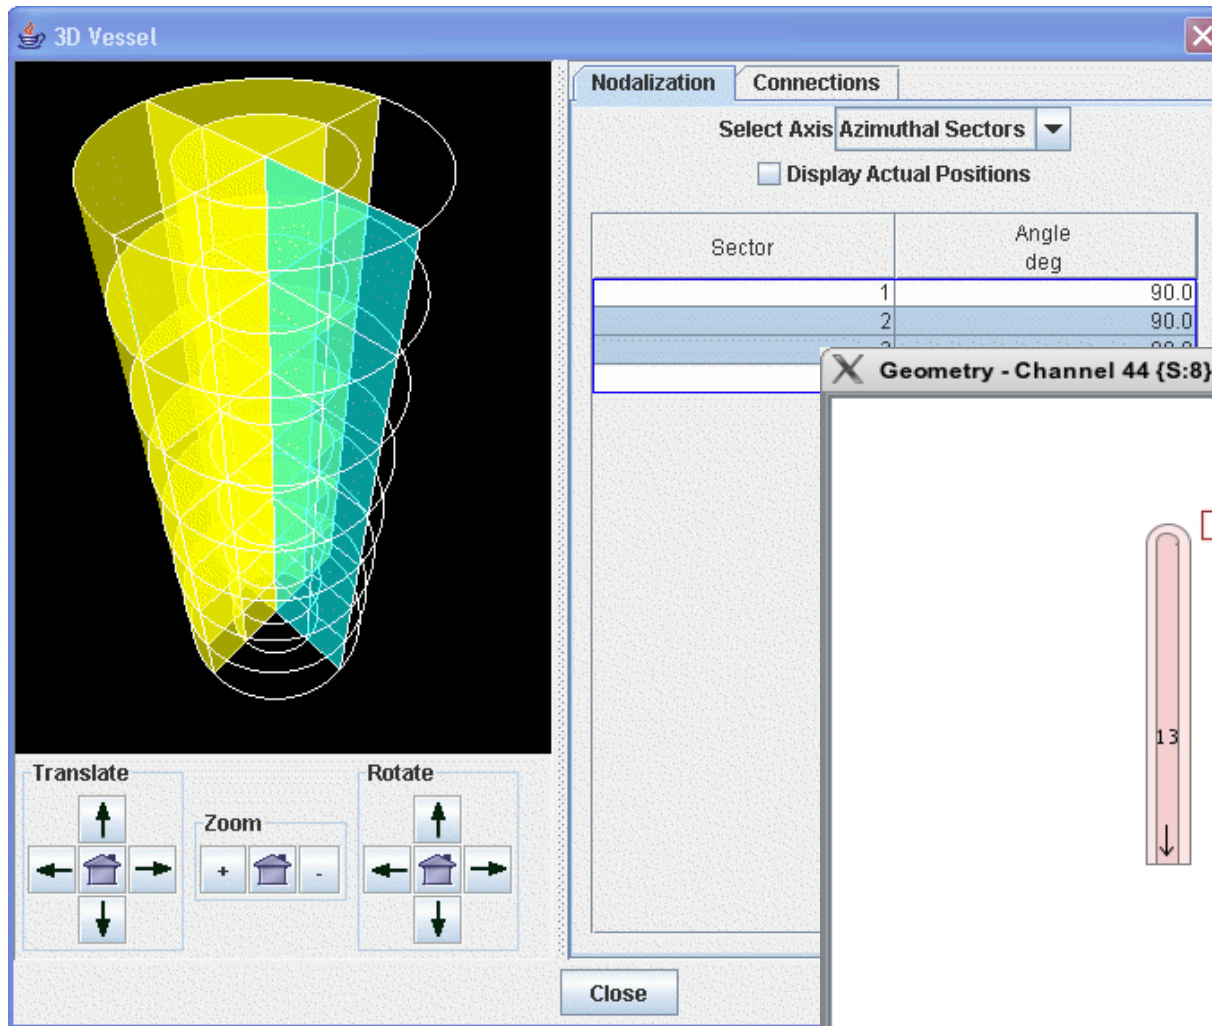 3D Vessel
Nodalization
Connections
Select Axis Azimuthal Sectors
Display Actual Positions
Sector
Angle
deg
1 90.0
2 90.0
Geometry - Channel 44 {S:8}
13
Translate
Zoom
Rotate
+
-
Close